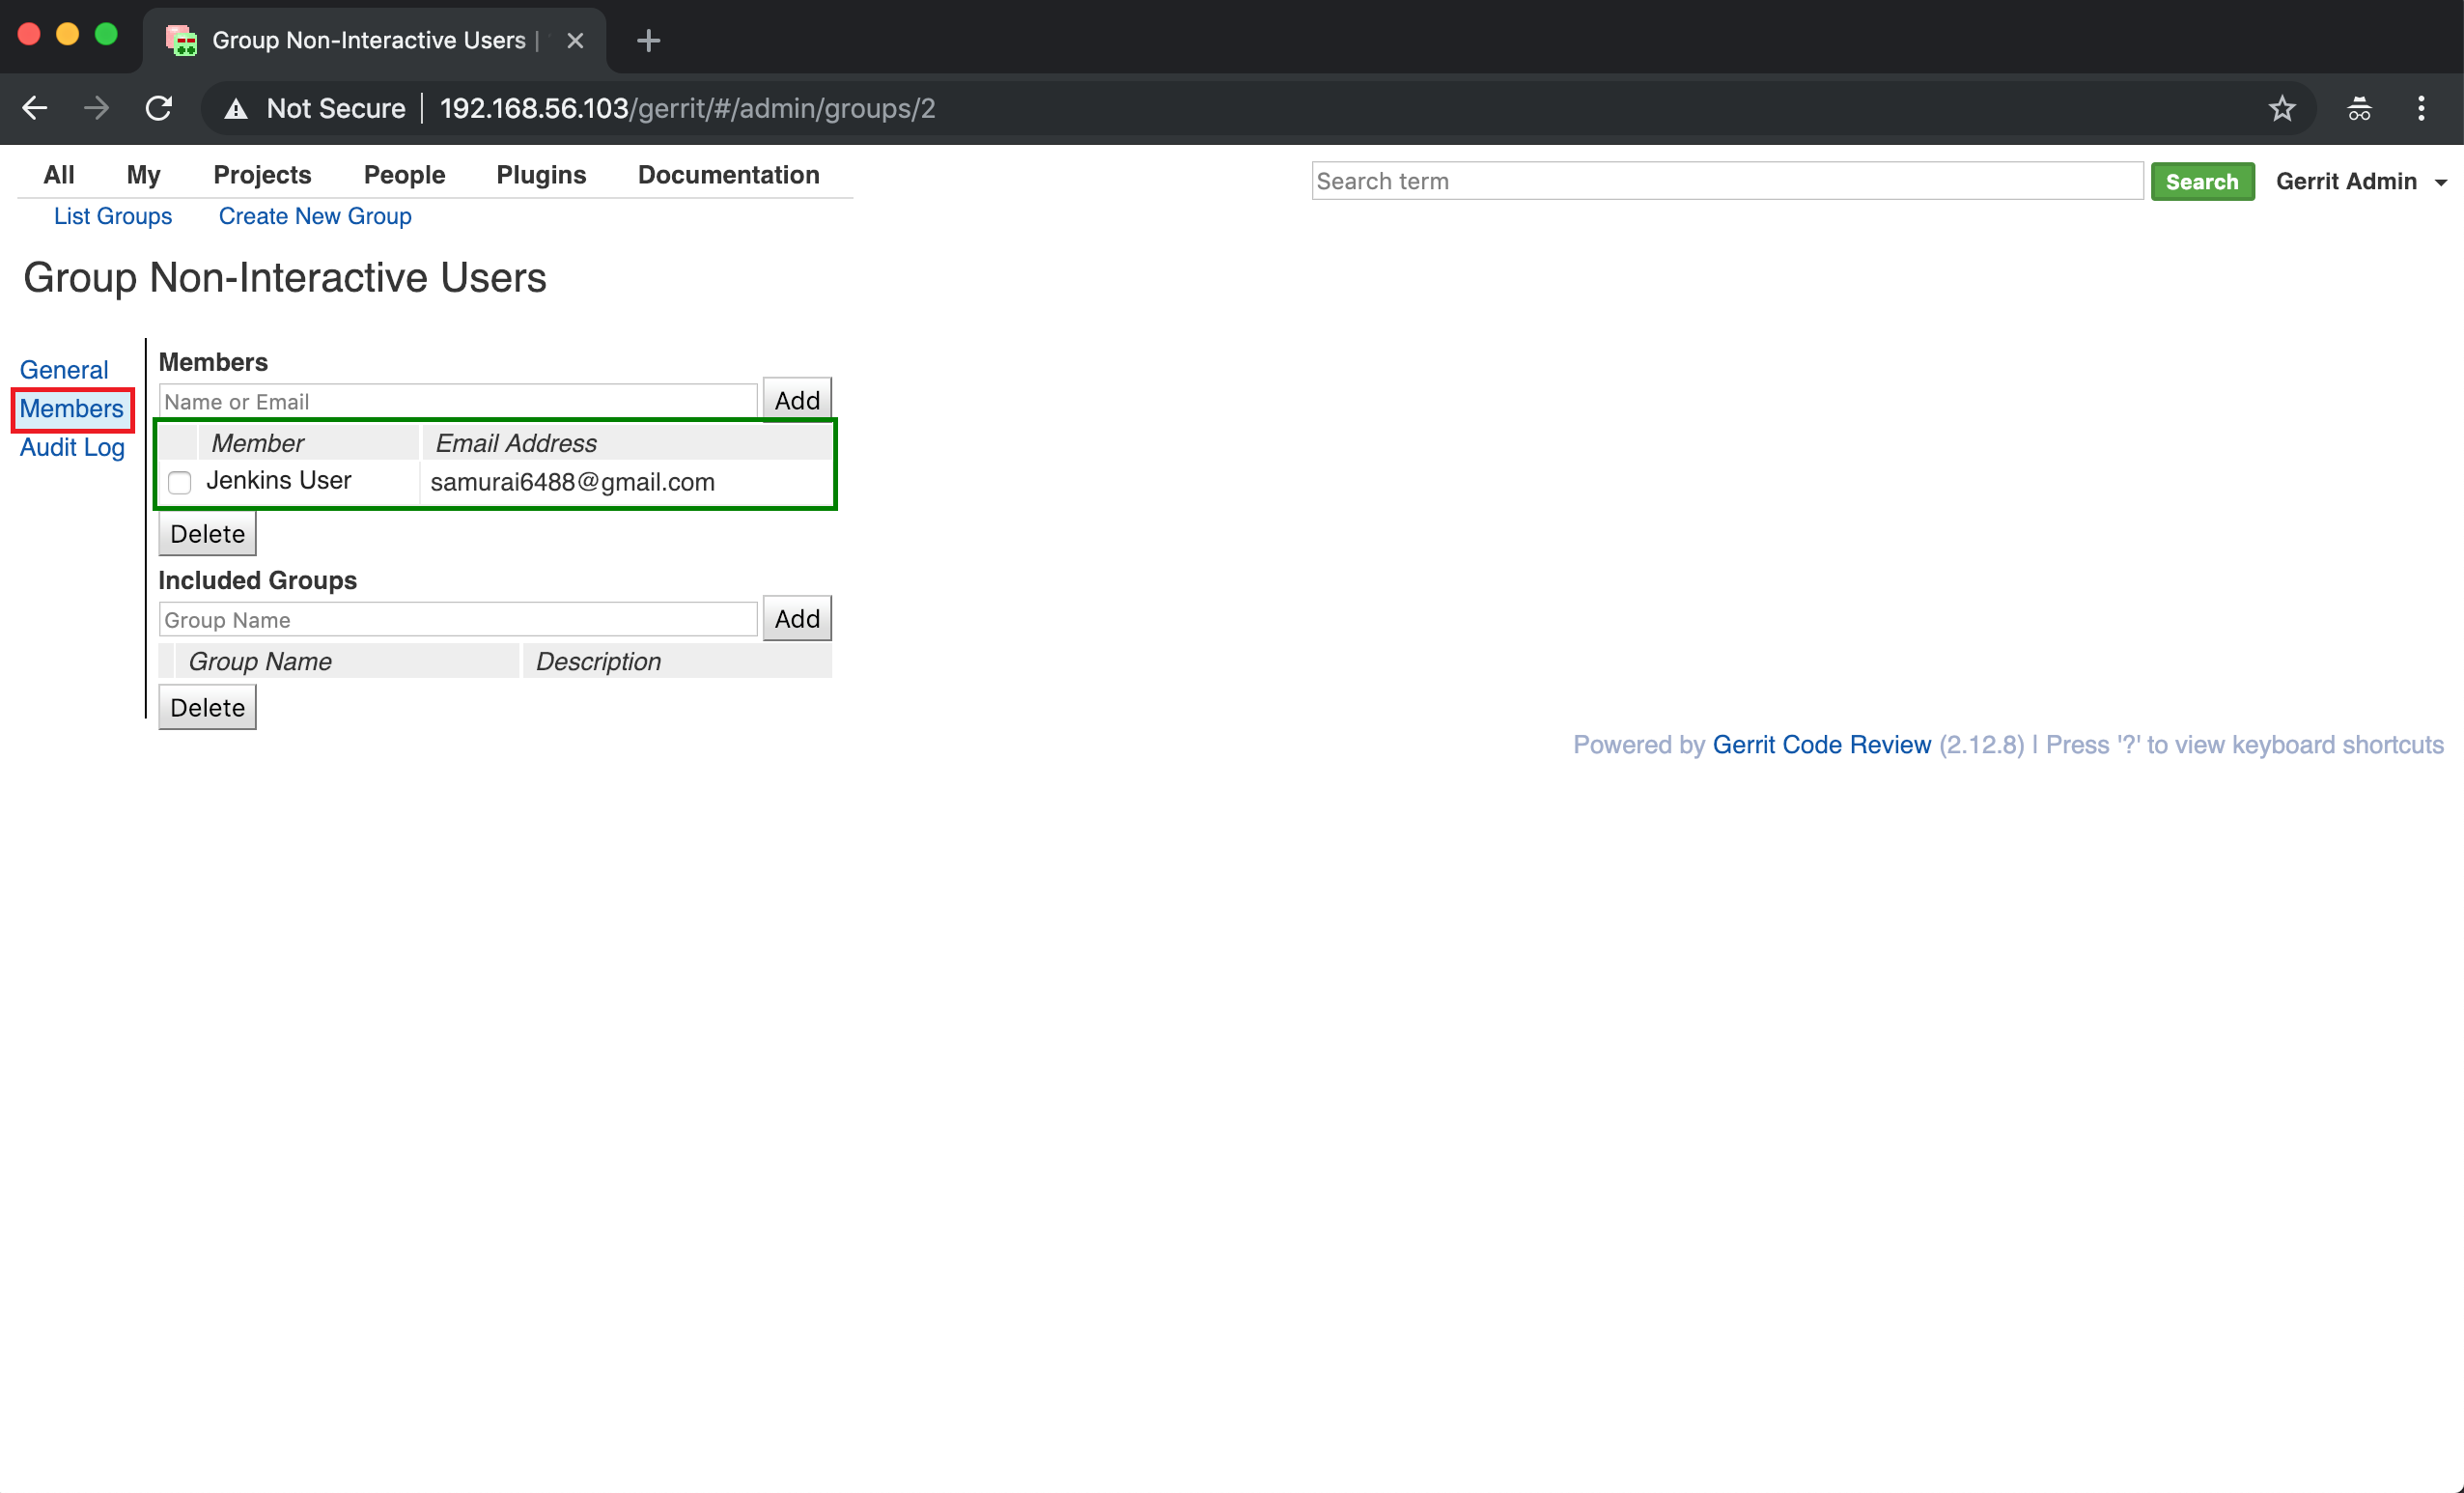 Group Non-Interactive Users |
Not Secure | 192.168.56.103/gerrit/#/admin/groups/2
All My Projects People Plugins Documentation
Search term Search Gerrit Admin
List Groups Create New Group
Group Non-Interactive Users
General
Members
Audit Log
Members
Name or Email Add
Member Email Address
Jenkins User samurai6488@gmail.com
Delete
Included Groups
Group Name Add
Group Name Description
Delete
Powered by Gerrit Code Review (2.12.8) | Press '?' to view keyboard shortcuts